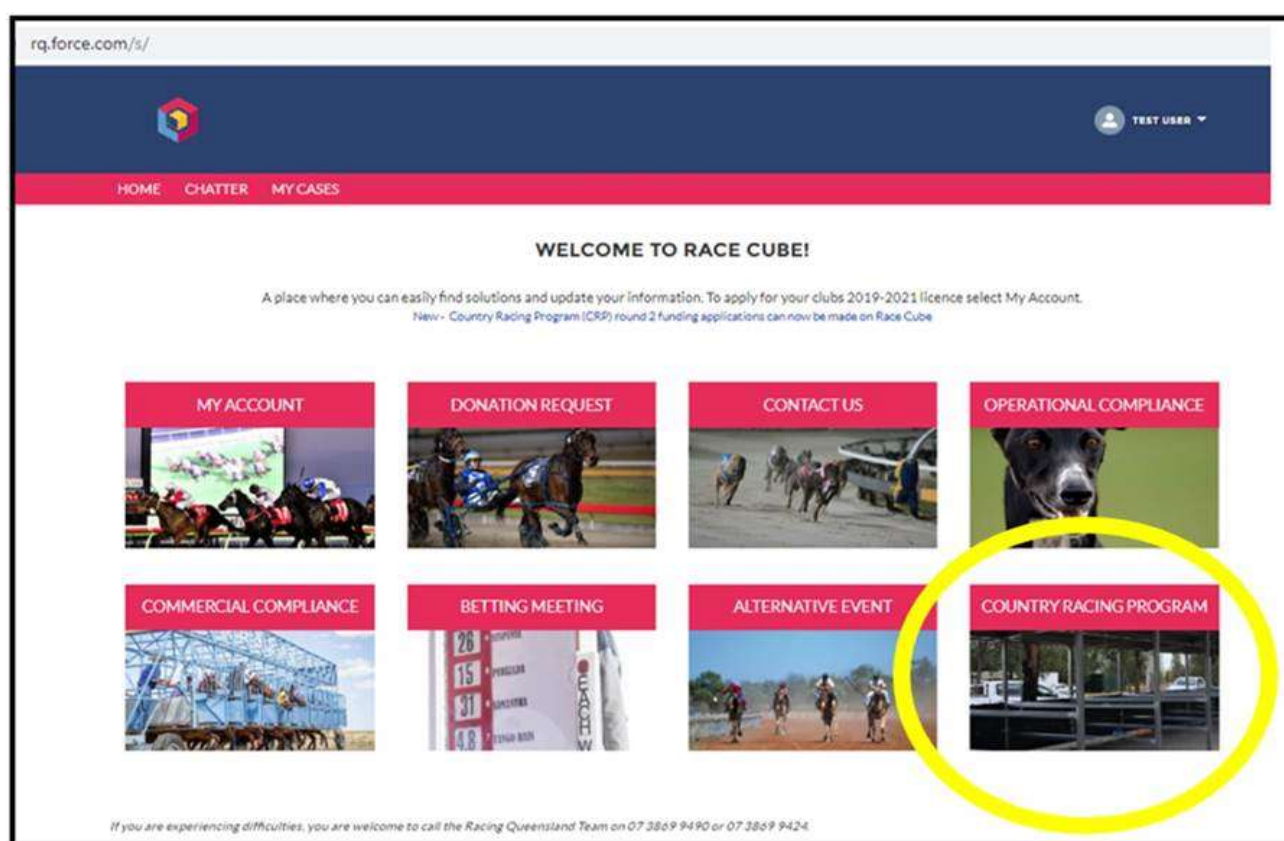 rq.force.com/s/
TEST USER
HOME CHATTER MY CASES
WELCOME TO RACE CUBE!
A place where you can easily find solutions and update your information. To apply for your clubs 2019-2021 licence select My Account.
New - Country Racing Program (CRP) round 2 funding applications can now be made on Race Cube
MY ACCOUNT
DONATION REQUEST
CONTACT US
OPERATIONAL COMPLIANCE
COMMERCIAL COMPLIANCE
BETTING MEETING
ALTERNATIVE EVENT
COUNTRY RACING PROGRAM
26
15
31
4.8
If you are experiencing difficulties, you are welcome to call the Racing Queensland Team on 07 3869 9490 or 07 3869 9424.